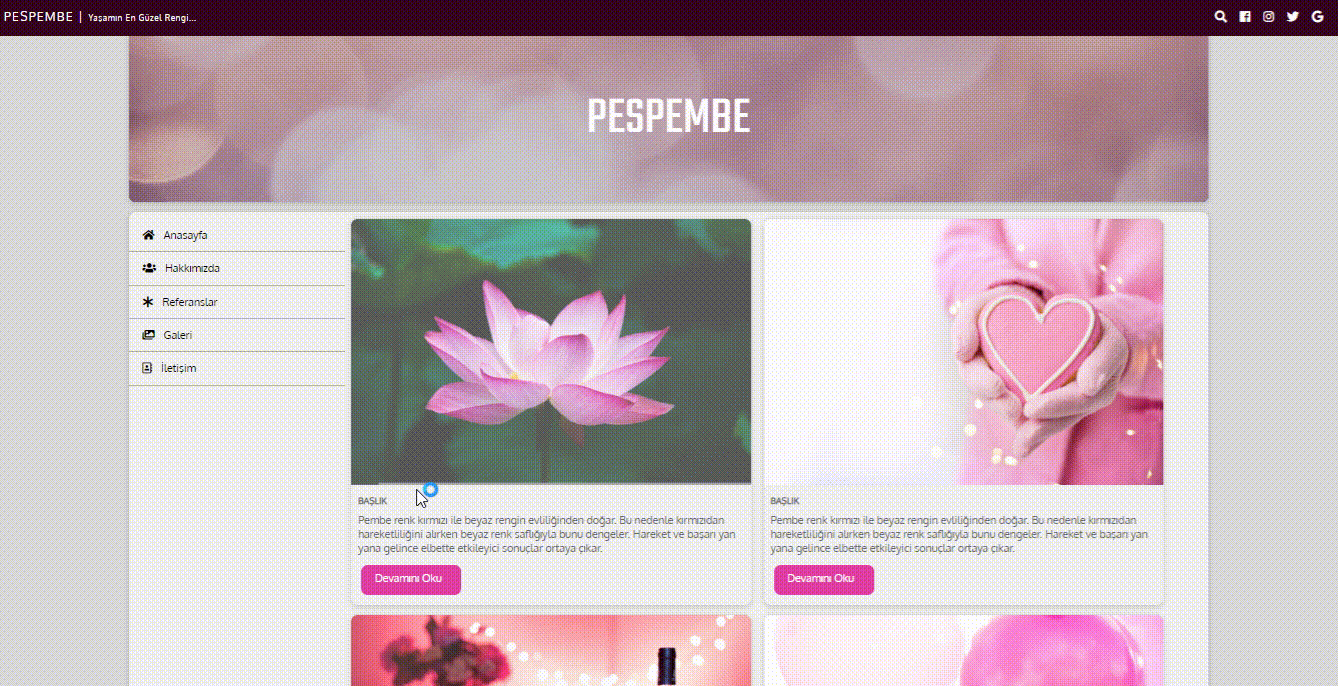 PESPEMBE | Yaşamın En Güzel Rengi...
PESPEMBE
Anasayfa
Hakkımızda
Referanslar
Galeri
İletişim
BAŞLIK
Pembe renk kırmızı ile beyaz rengin evliliğinden doğar. Bu nedenle kırmızıdan
hareketliliğini alırken beyaz renk saflığıyla bunu dengeler. Hareket ve başarı yan
yana gelince elbette etkileyici sonuçlar ortaya çıkar.
Devamını Oku
BAŞLIK
Pembe renk kırmızı ile beyaz rengin evliliğinden doğar. Bu nedenle kırmızıdan
hareketliliğini alırken beyaz renk saflığıyla bunu dengeler. Hareket ve başarı yan
yana gelince elbette etkileyici sonuçlar ortaya çıkar.
Devamını Oku